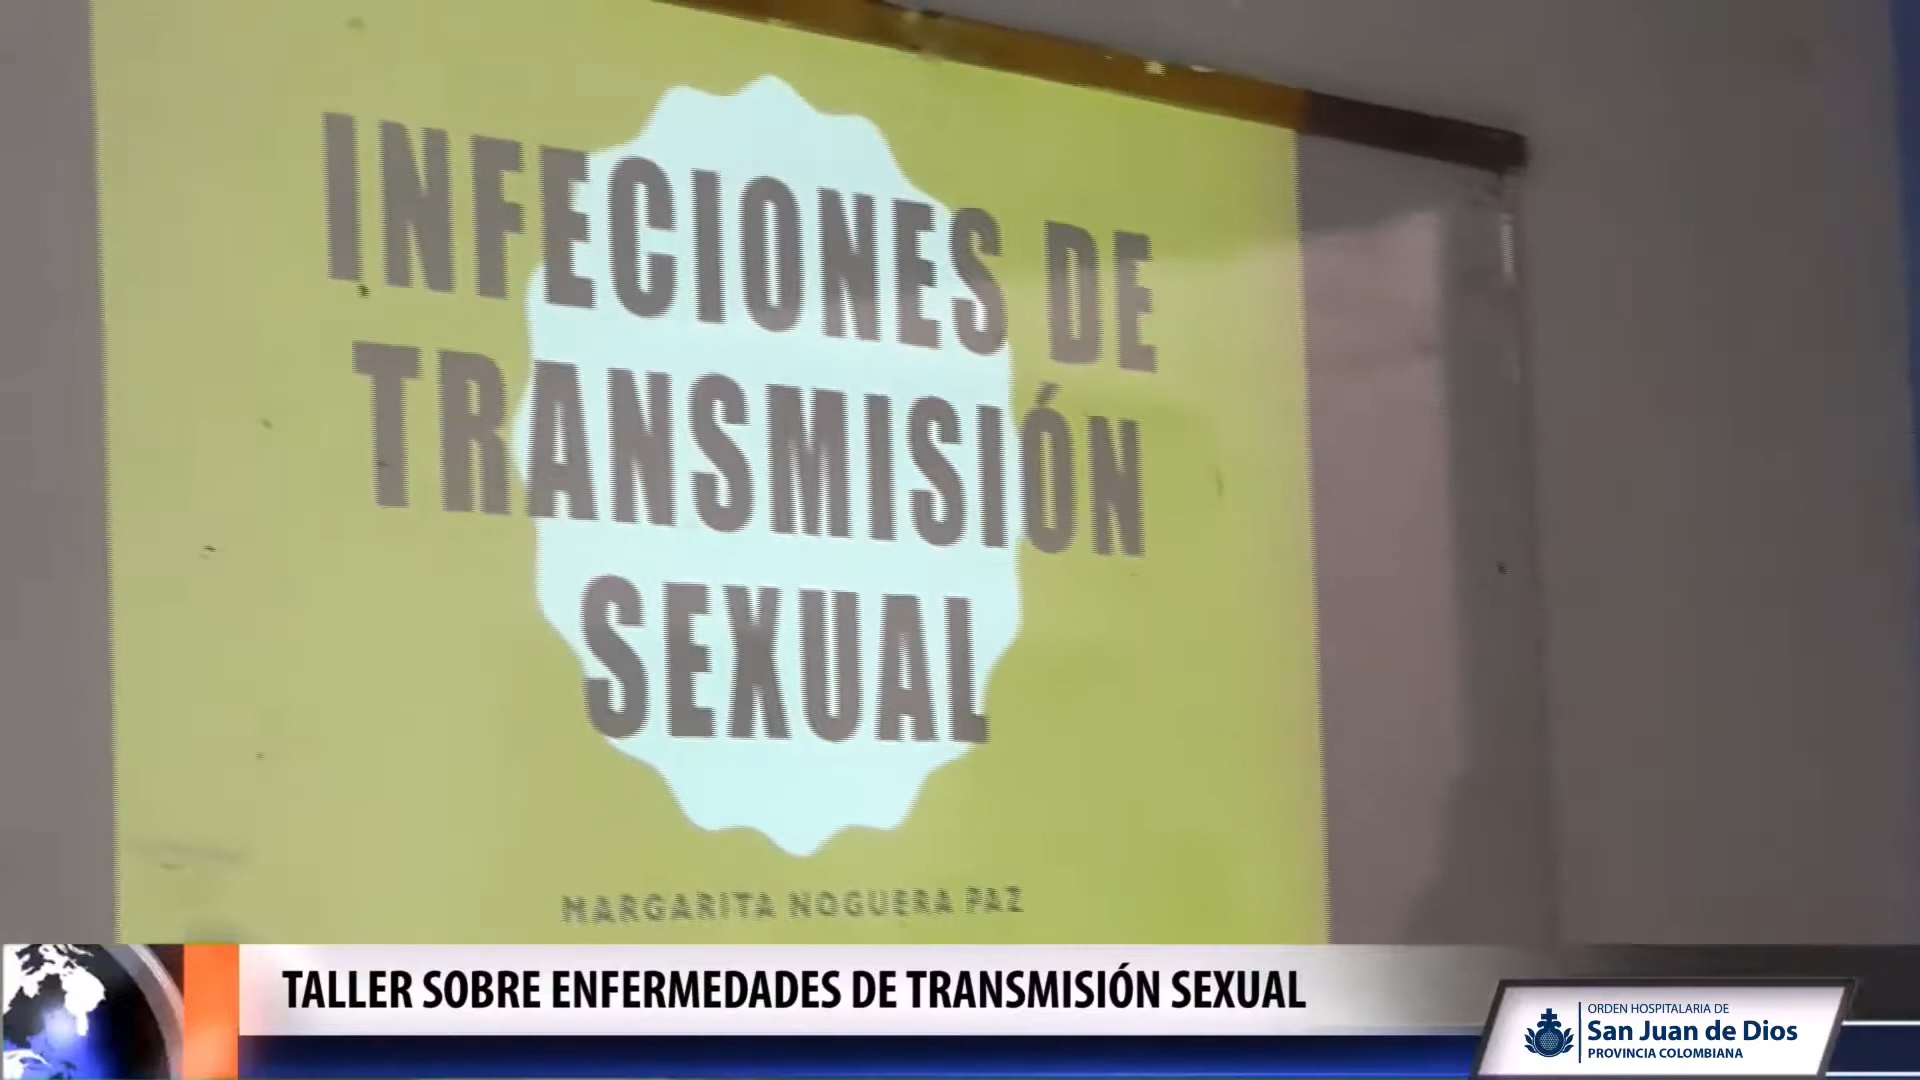 INFECIONES DE
TRANSMISIÓN
SEXUAL
MARGARITA NOGUERA PAZ
TALLER SOBRE ENFERMEDADES DE TRANSMISIÓN SEXUAL
ORDEN HOSPITALARIA DE
San Juan de Dios
PROVINCIA COLOMBIANA